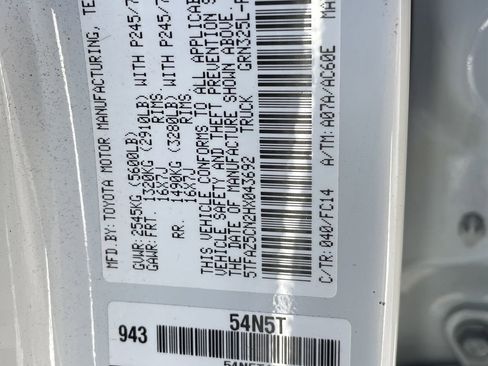 MFD.BY: TOYOTA MOTOR MANUFACTURING, TE
GVWR: 2545KG (5600LB)
GAWR: FRT. 1320KG (2910LB) WITH P245/7
16X7J RIMS
RR. 1490KG (3280LB) WITH P245/7
16X7J RIMS
THIS VEHICLE CONFORMS TO ALL APPLICAB
VEHICLE SAFETY AND THEFT PREVENTION S
THE DATE OF MANUFACTURE SHOWN ABOVE
5TFAZ5CN2HX043692 TRUCK GRN325L-
C/TR: 040/FC14 A/TM: A07A/AC60E MA
943 54N5T